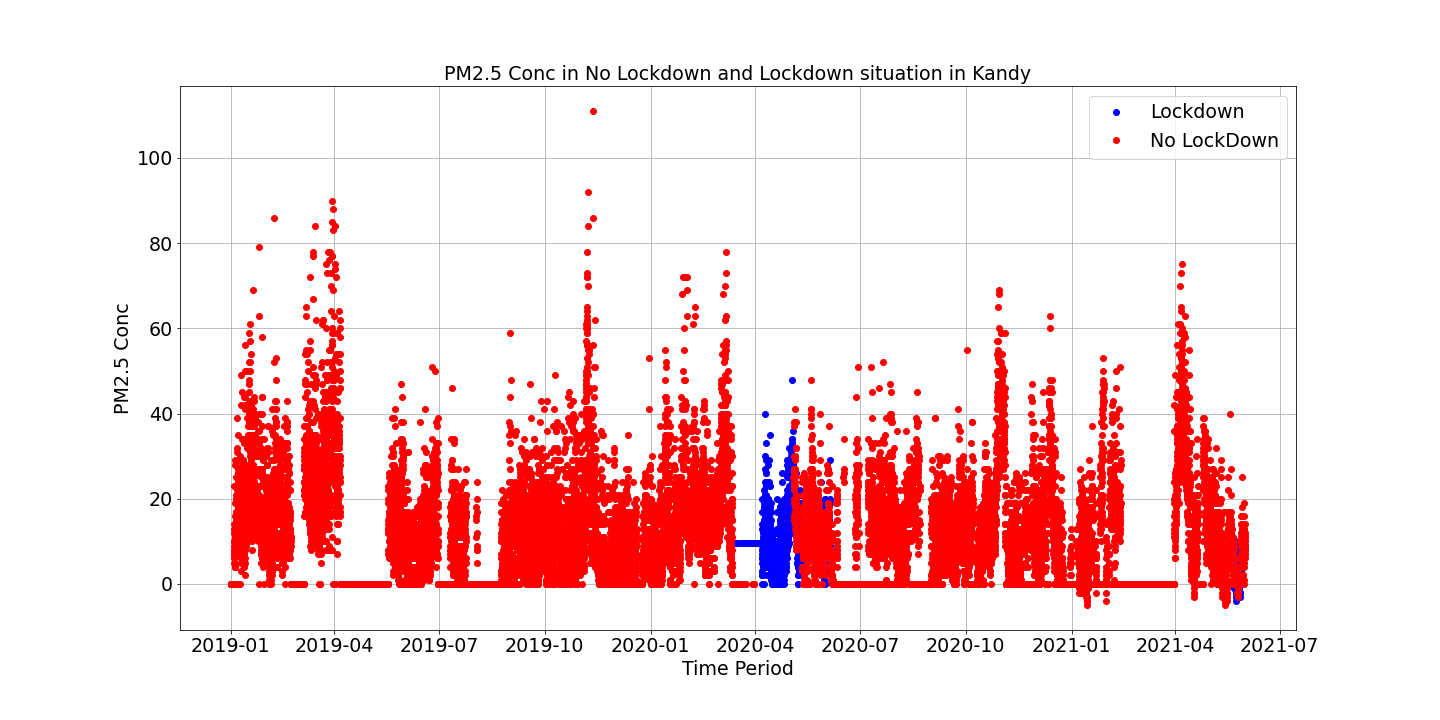 PM2.5 Conc in No Lockdown and Lockdown situation in Kandy
Lockdown
No LockDown
PM2.5 Conc
100
80
60
40
20
0
2019-01 2019-04 2019-07 2019-10 2020-01 2020-04 2020-07 2020-10 2021-01 2021-04 2021-07
Time Period